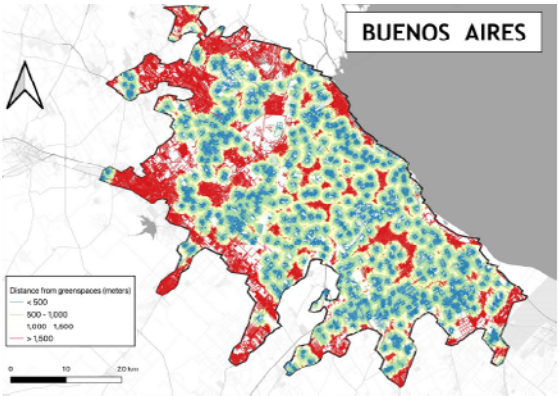 BUENOS AIRES
Distance from greenspaces (meters)
< 500
500 - 1,000
1,000 1,500
> 1,500
0 10 20 km